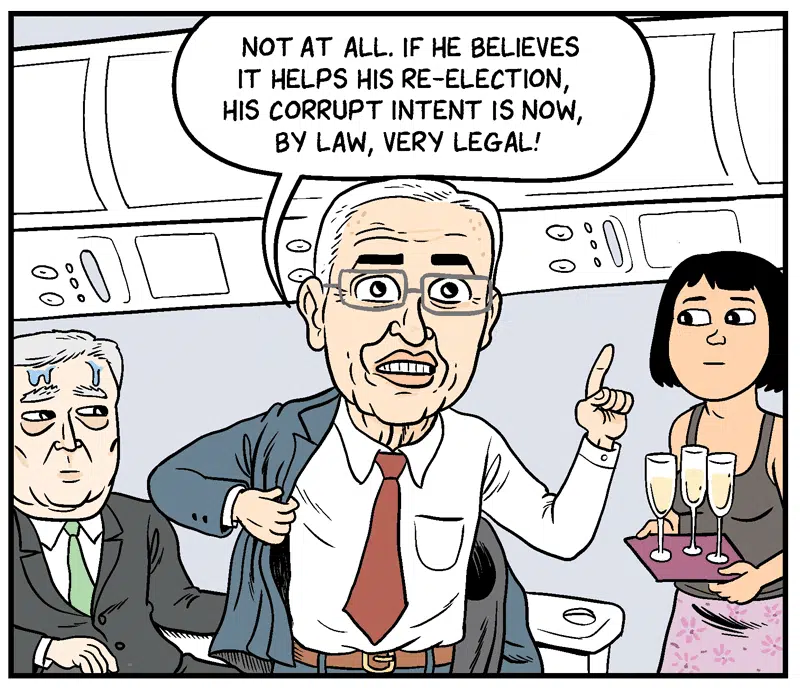 NOT AT ALL. IF HE BELIEVES
IT HELPS HIS RE-ELECTION,
HIS CORRUPT INTENT IS NOW,
BY LAW, VERY LEGAL!